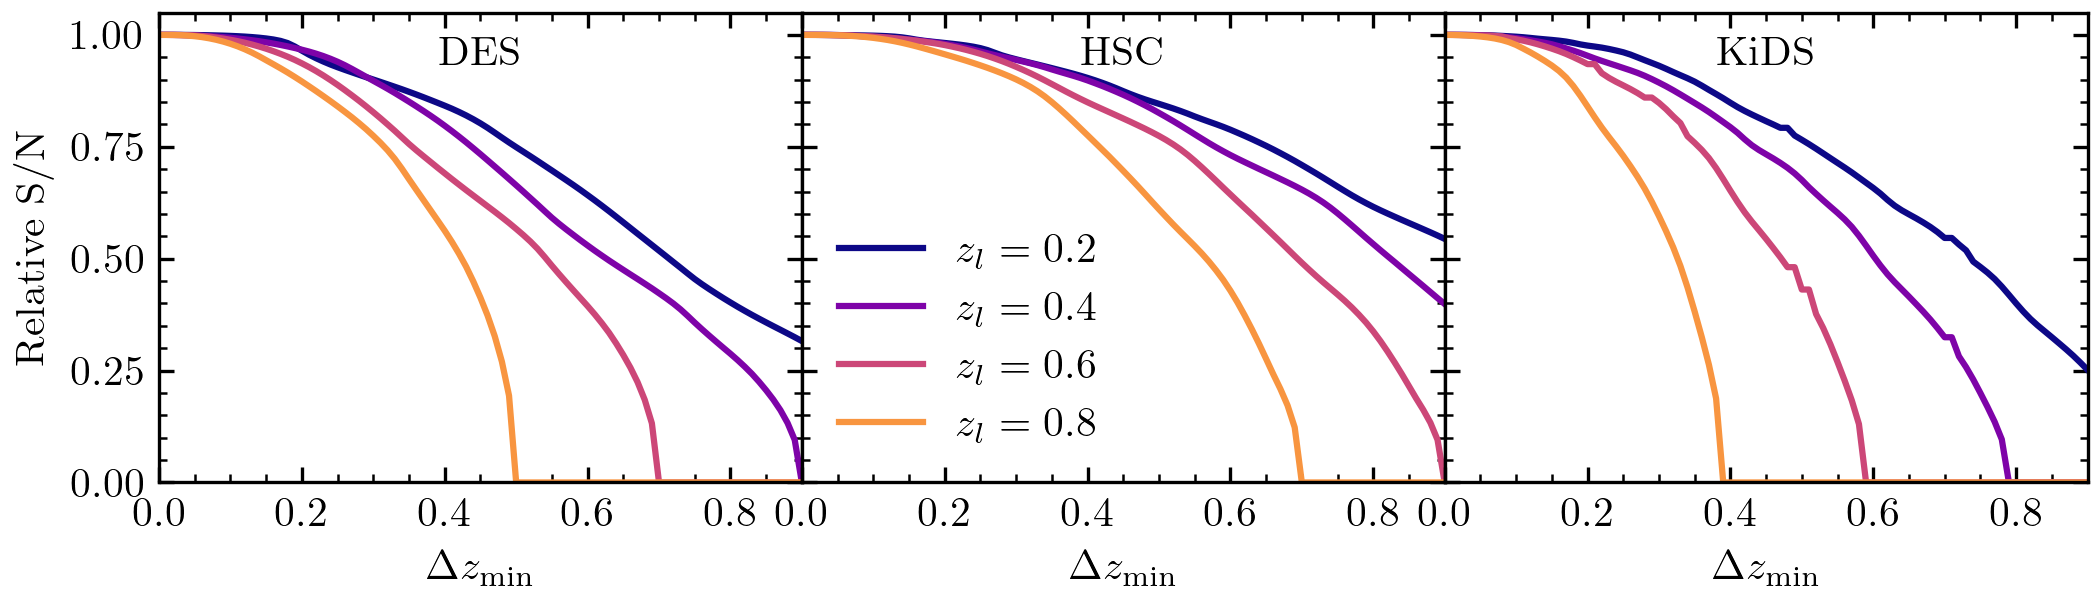 DES
HSC
KiDS
Relative S/N
1.00
0.75
0.50
0.25
0.00
z_l = 0.2
z_l = 0.4
z_l = 0.6
z_l = 0.8
0.0 0.2 0.4 0.6 0.8
0.0 0.2 0.4 0.6 0.8
0.0 0.2 0.4 0.6 0.8
Δz_min
Δz_min
Δz_min